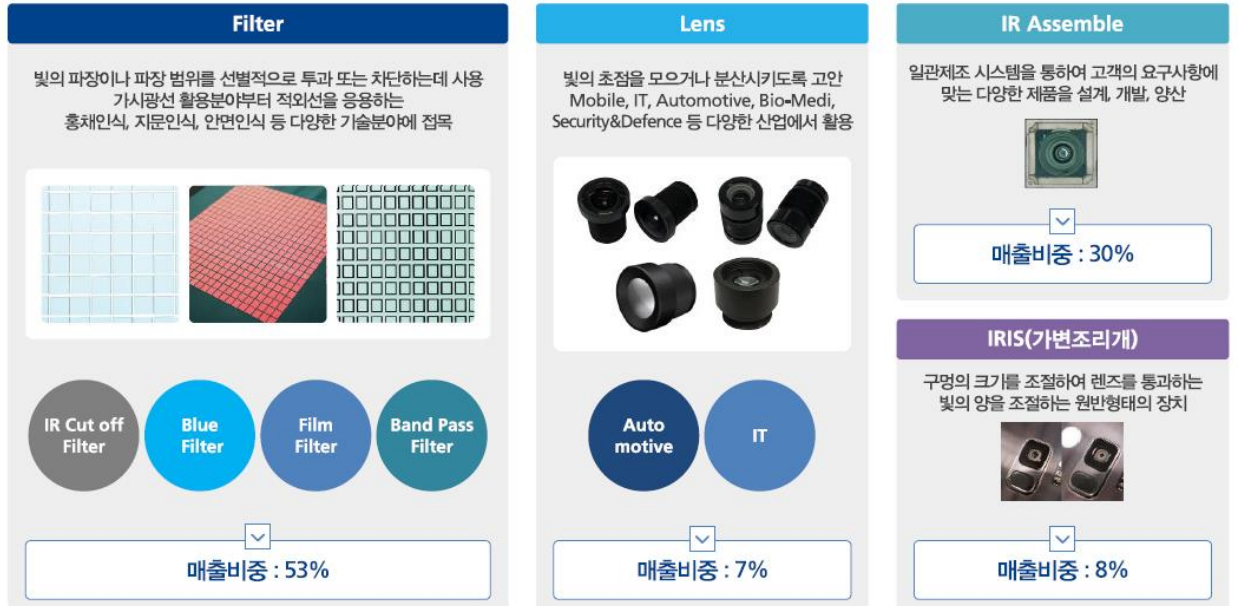 Filter
빛의 파장이나 파장 범위를 선별적으로 투과 또는 차단하는데 사용
가시광선 활용분야부터 적외선을 응용하는
홍채인식, 지문인식, 안면인식 등 다양한 기술분야에 접목
IR Cut off
Filter
Blue
Filter
Film
Filter
Band Pass
Filter
매출비중 : 53%
Lens
빛의 초점을 모으거나 분산시키도록 고안
Mobile, IT, Automotive, Bio-Medi,
Security&Defence 등 다양한 산업에서 활용
Auto
motive
IT
매출비중 : 7%
IR Assemble
일관제조 시스템을 통하여 고객의 요구사항에
맞는 다양한 제품을 설계, 개발, 양산
매출비중 : 30%
IRIS(가변조리개)
구멍의 크기를 조절하여 렌즈를 통과하는
빛의 양을 조절하는 원반형태의 장치
매출비중 : 8%